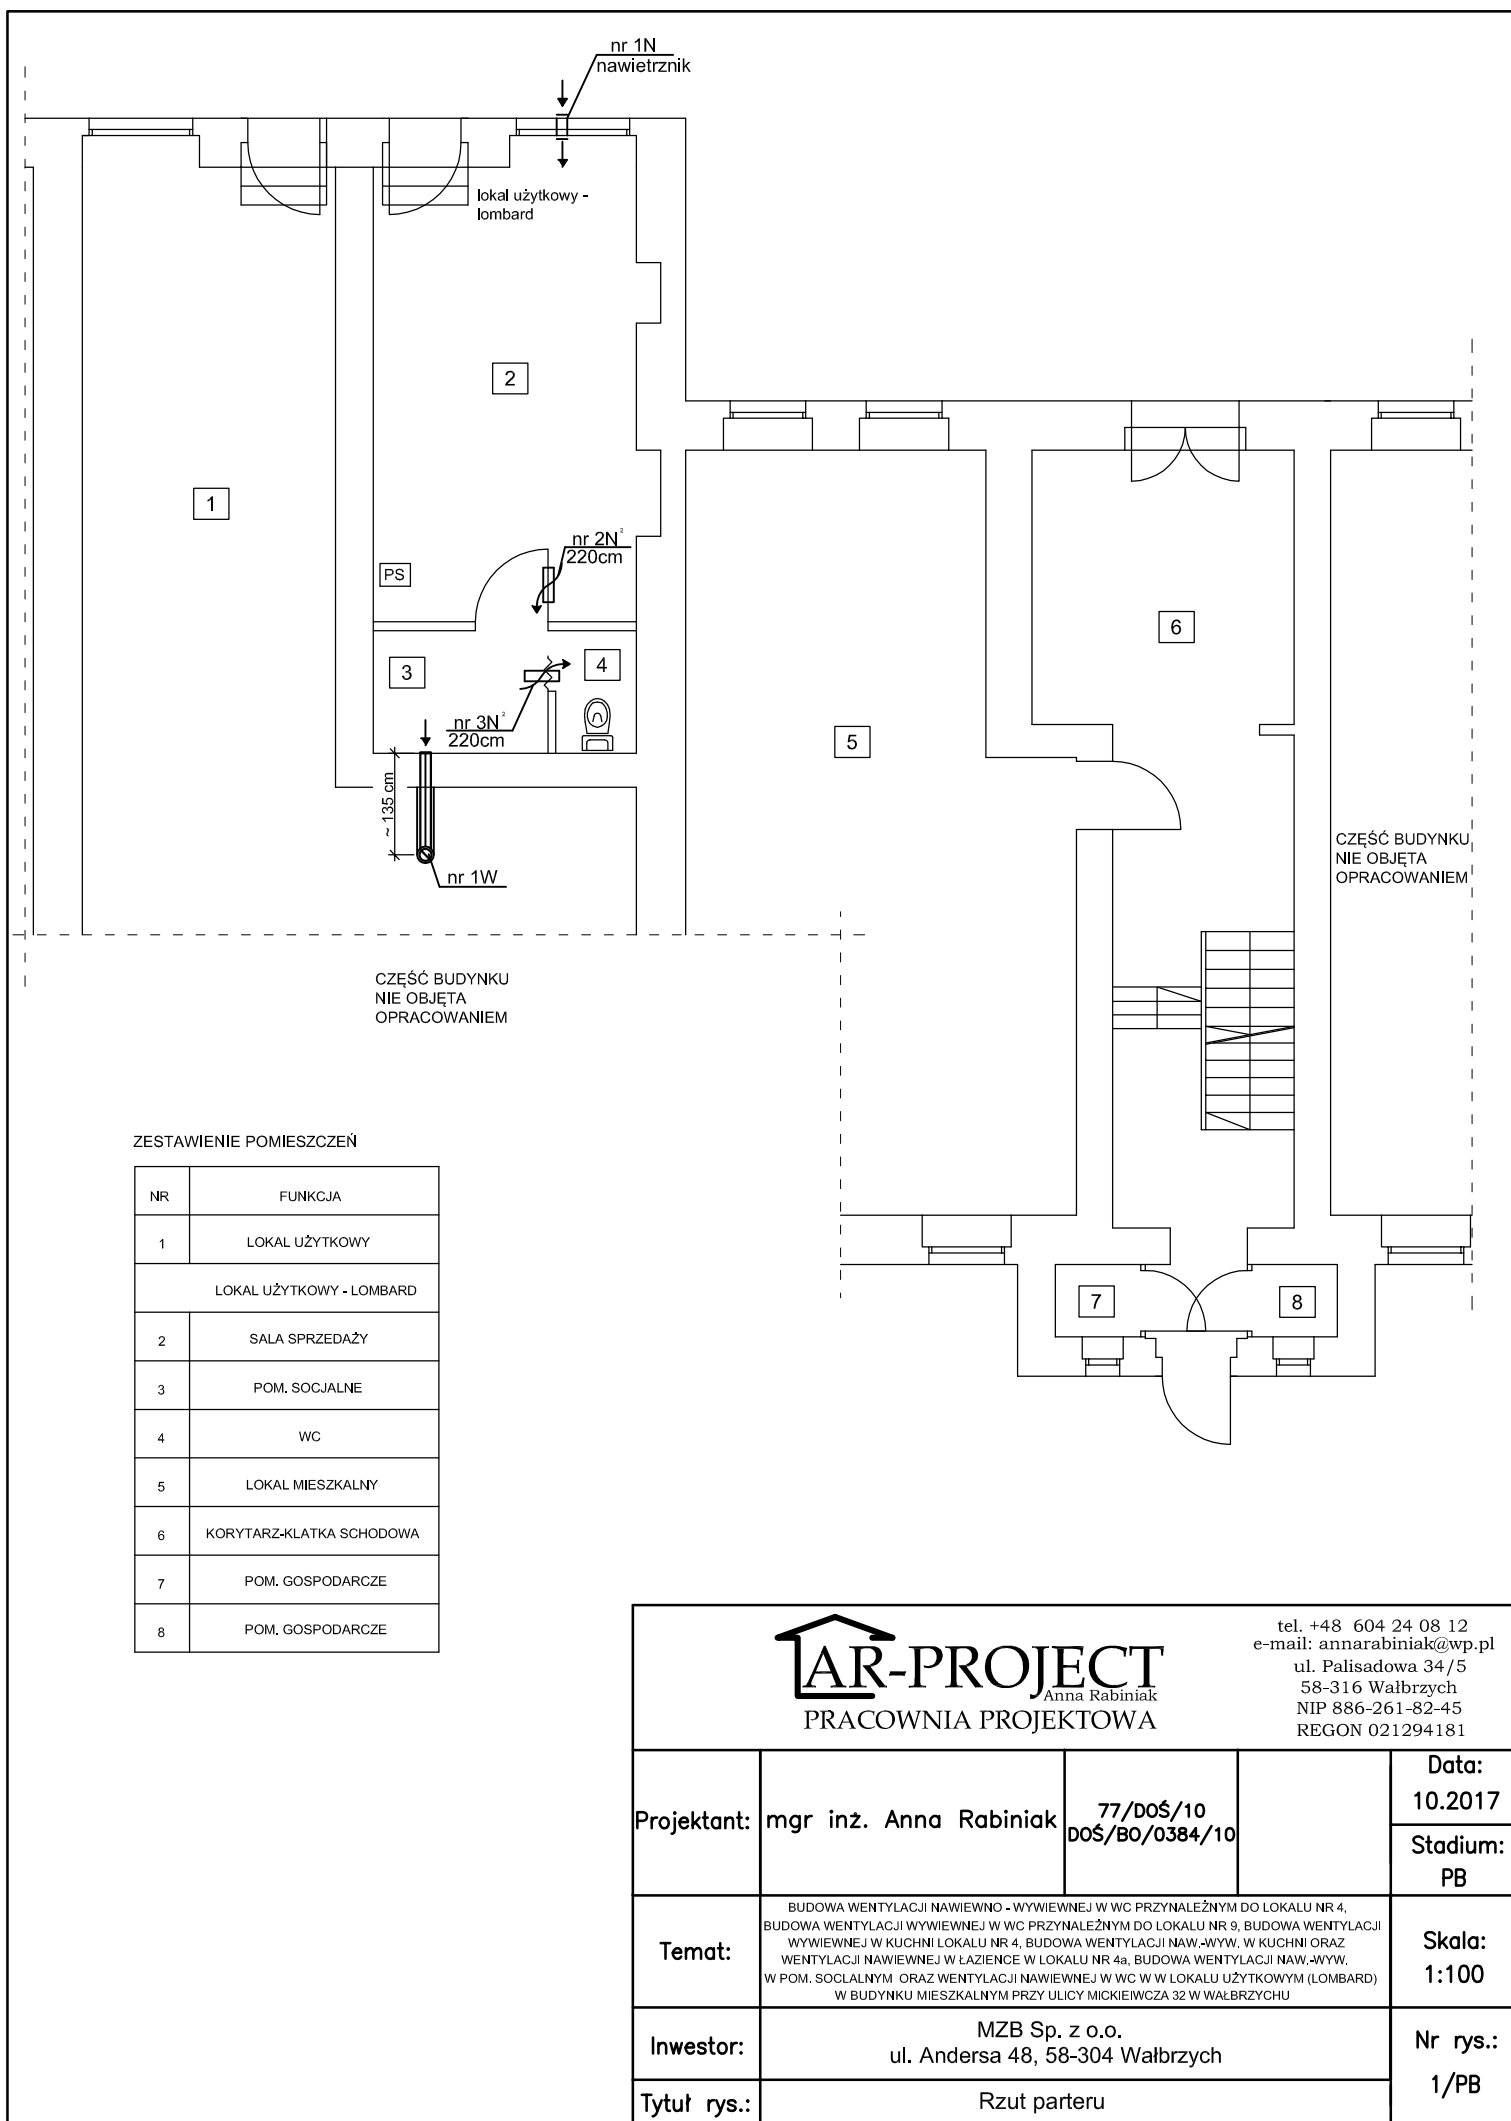 nr 1N
nawietrznik
lokal użytkowy -
lombard
2
1
nr 2N²
220cm
PS
6
3
4
nr 3N²
220cm
5
~ 135 cm
nr 1W
CZĘŚĆ BUDYNKU
NIE OBJĘTA
OPRACOWANIEM
CZĘŚĆ BUDYNKU
NIE OBJĘTA
OPRACOWANIEM
7
8
ZESTAWIENIE POMIESZCZEŃ
NR FUNKCJA
1 LOKAL UŻYTKOWY
LOKAL UŻYTKOWY - LOMBARD
2 SALA SPRZEDAŻY
3 POM. SOCJALNE
4 WC
5 LOKAL MIESZKALNY
6 KORYTARZ-KLATKA SCHODOWA
7 POM. GOSPODARCZE
8 POM. GOSPODARCZE
AR-PROJECT
Anna Rabiniak
PRACOWNIA PROJEKTOWA
tel. +48 604 24 08 12
e-mail: annarabiniak@wp.pl
ul. Palisadowa 34/5
58-316 Wałbrzych
NIP 886-261-82-45
REGON 021294181
Projektant: mgr inż. Anna Rabiniak
77/DOŚ/10
DOŚ/BO/0384/10
Data:
10.2017
Stadium:
PB
Temat:
BUDOWA WENTYLACJI NAWIEWNO - WYWIEWNEJ W WC PRZYNALEŻNYM DO LOKALU NR 4,
BUDOWA WENTYLACJI WYWIEWNEJ W WC PRZYNALEŻNYM DO LOKALU NR 9, BUDOWA WENTYLACJI
WYWIEWNEJ W KUCHNI LOKALU NR 4, BUDOWA WENTYLACJI NAW.-WYW. W KUCHNI ORAZ
WENTYLACJI NAWIEWNEJ W ŁAZIENCE W LOKALU NR 4a, BUDOWA WENTYLACJI NAW.-WYW.
W POM. SOCLALNYM ORAZ WENTYLACJI NAWIEWNEJ W WC W W LOKALU UŻYTKOWYM (LOMBARD)
W BUDYNKU MIESZKALNYM PRZY ULICY MICKIEIWCZA 32 W WAŁBRZYCHU
Skala:
1:100
Inwestor:
MZB Sp. z o.o.
ul. Andersa 48, 58-304 Wałbrzych
Nr rys.:
1/PB
Tytuł rys.: Rzut parteru